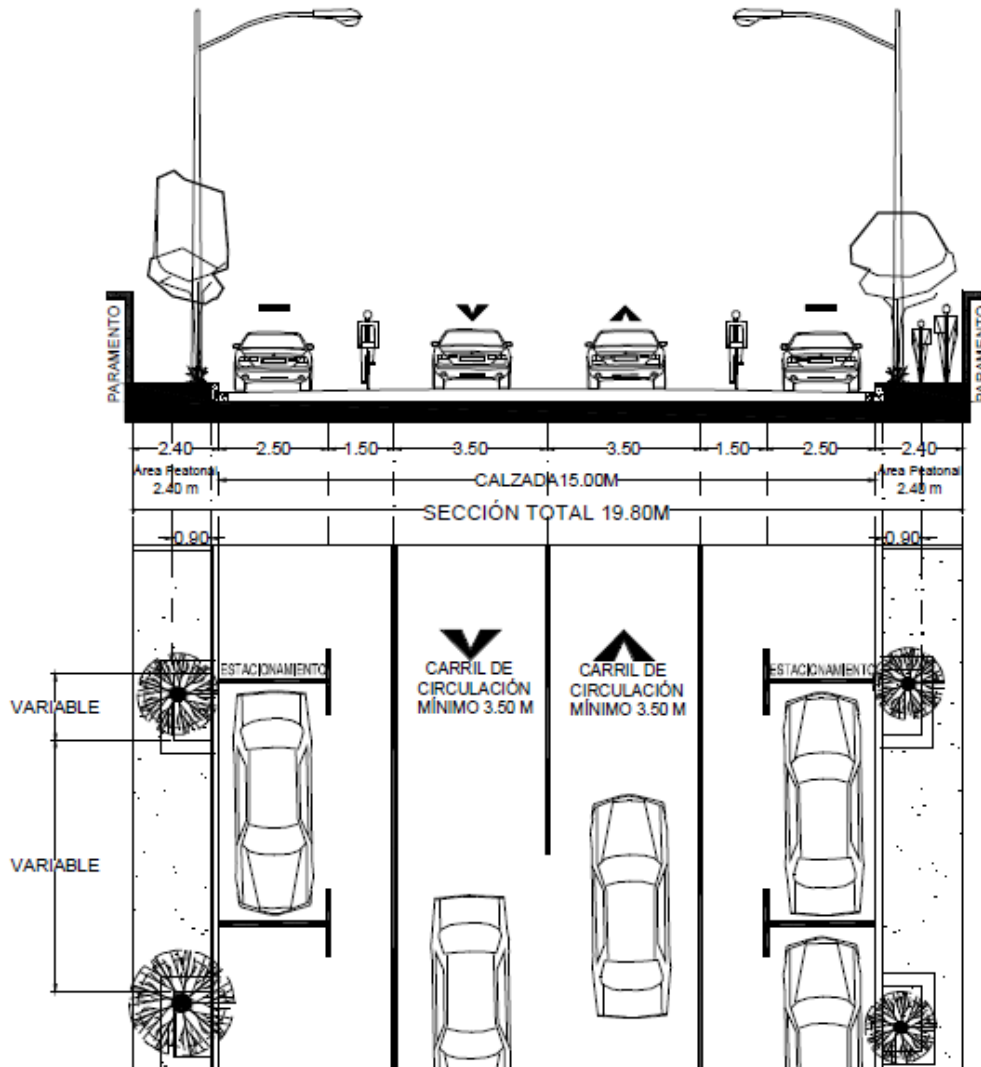 PARAMENTO
PARAMENTO
2.40 2.50 1.50 3.50 3.50 1.50 2.50 2.40
Área Peatonal
2.40 m
CALZADA15.00M
Área Peatonal
2.40 m
SECCIÓN TOTAL 19.80M
0.90
0.90
ESTACIONAMIENTO
CARRIL DE
CIRCULACIÓN
MÍNIMO 3.50 M
CARRIL DE
CIRCULACIÓN
MÍNIMO 3.50 M
ESTACIONAMIENTO
VARIABLE
VARIABLE